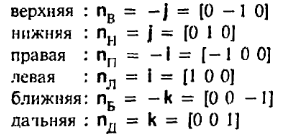 верхняя : n_В = −j = [0 −1 0]
нижняя : n_Н = j = [0 1 0]
правая : n_П = −i = [−1 0 0]
левая : n_Л = i = [1 0 0]
ближняя: n_Б = −k = [0 0 −1]
дальняя : n_Д = k = [0 0 1]